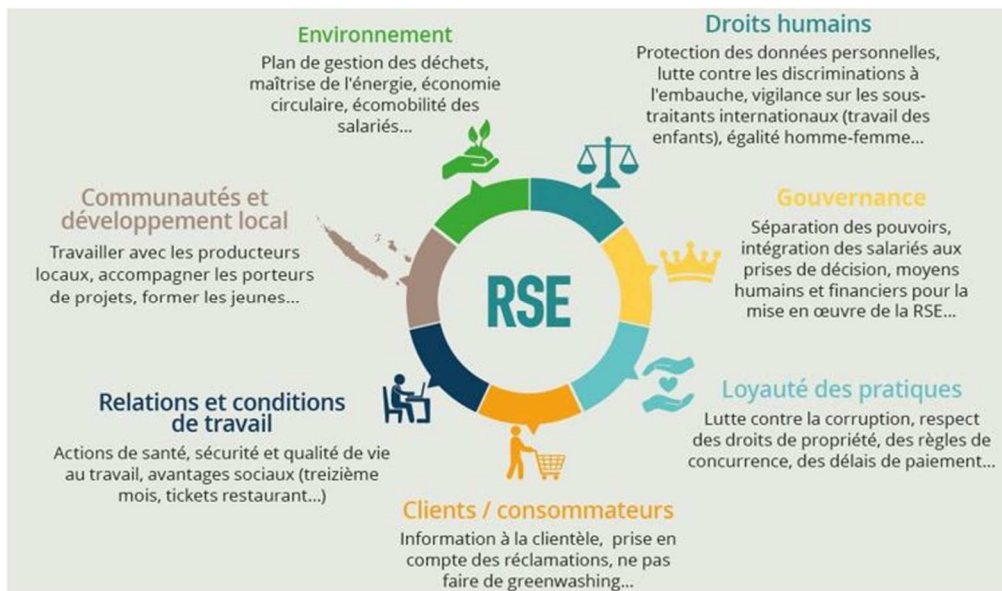 Environnement
Plan de gestion des déchets,
maîtrise de l'énergie, économie
circulaire, écomobilité des
salariés...
Droits humains
Protection des données personnelles,
lutte contre les discriminations à
l'embauche, vigilance sur les sous-
traitants internationaux (travail des
enfants), égalité homme-femme...
Communautés et
développement local
Travailler avec les producteurs
locaux, accompagner les porteurs
de projets, former les jeunes...
Gouvernance
Séparation des pouvoirs,
intégration des salariés aux
prises de décision, moyens
humains et financiers pour la
mise en œuvre de la RSE...
RSE
Relations et conditions
de travail
Actions de santé, sécurité et qualité de vie
au travail, avantages sociaux (treizième
mois, tickets restaurant...)
Loyauté des pratiques
Lutte contre la corruption, respect
des droits de propriété, des règles de
concurrence, des délais de paiement...
Clients / consommateurs
Information à la clientèle, prise en
compte des réclamations, ne pas
faire de greenwashing...